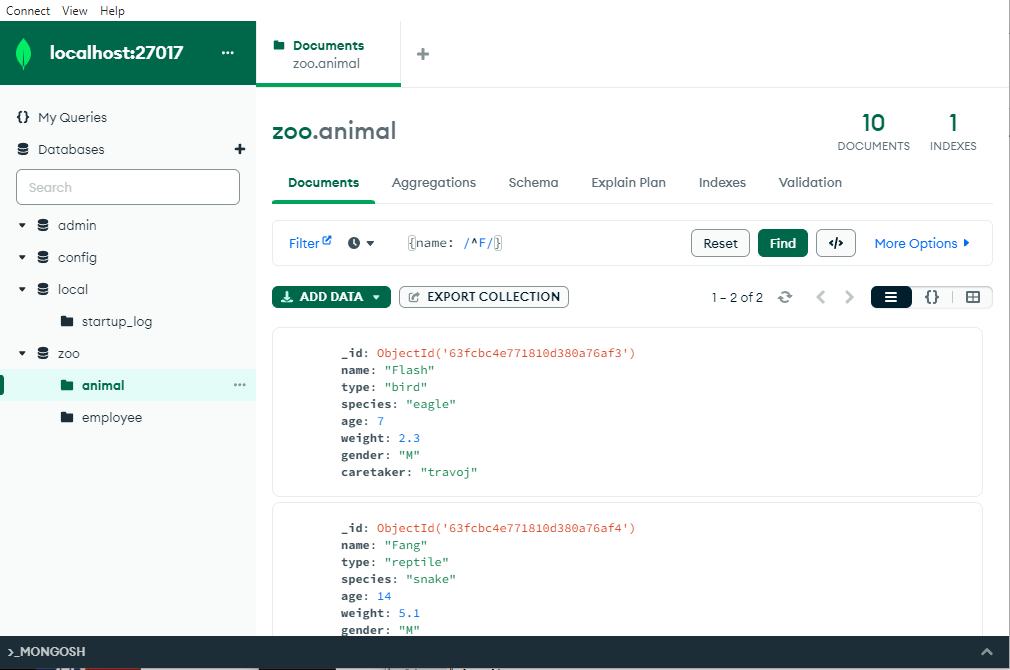 Connect View Help
localhost:27017 ...
Documents
zoo.animal
+
{} My Queries
Databases +
Search
admin
config
local
startup_log
zoo
animal ...
employee
zoo.animal
10
DOCUMENTS
1
INDEXES
Documents Aggregations Schema Explain Plan Indexes Validation
Filter {name: /^F/} Reset Find </> More Options
ADD DATA EXPORT COLLECTION 1 – 2 of 2 {}
_id: ObjectId('63fcbc4e771810d380a76af3')
name: "Flash"
type: "bird"
species: "eagle"
age: 7
weight: 2.3
gender: "M"
caretaker: "travoj"
_id: ObjectId('63fcbc4e771810d380a76af4')
name: "Fang"
type: "reptile"
species: "snake"
age: 14
weight: 5.1
gender: "M"
>_MONGOSH